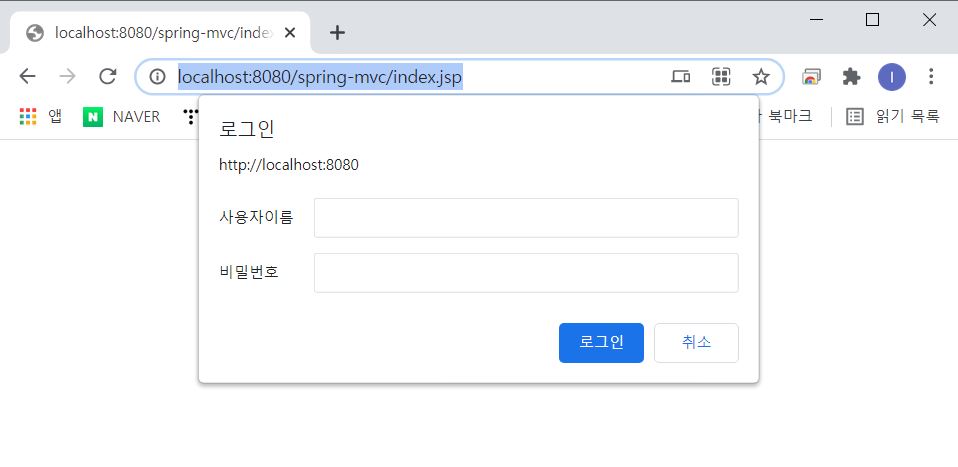 localhost:8080/spring-mvc/index
localhost:8080/spring-mvc/index.jsp
I
앱 NAVER 북마크 읽기 목록
로그인
http://localhost:8080
사용자이름
비밀번호
로그인 취소